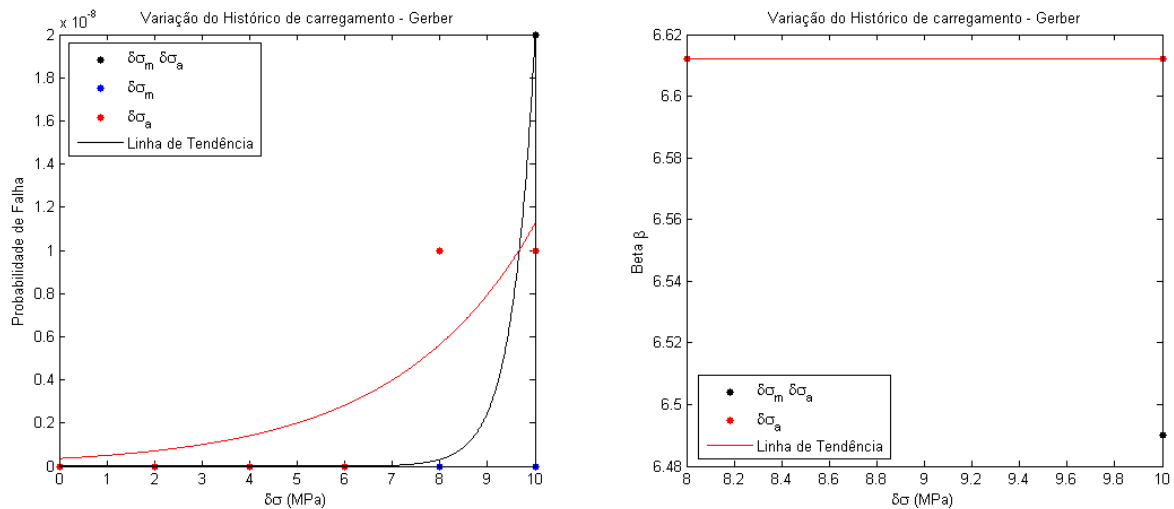 Variação do Histórico de carregamento - Gerber
x 10⁻⁸
2
1.8
1.6
1.4
1.2
1
0.8
0.6
0.4
0.2
0
Probabilidade de Falha
δσm δσa
δσm
δσa
Linha de Tendência
0 1 2 3 4 5 6 7 8 9 10
δσ (MPa)
Variação do Histórico de carregamento - Gerber
6.62
6.6
6.58
6.56
6.54
6.52
6.5
6.48
Beta β
δσm δσa
δσa
Linha de Tendência
8 8.2 8.4 8.6 8.8 9 9.2 9.4 9.6 9.8 10
δσ (MPa)